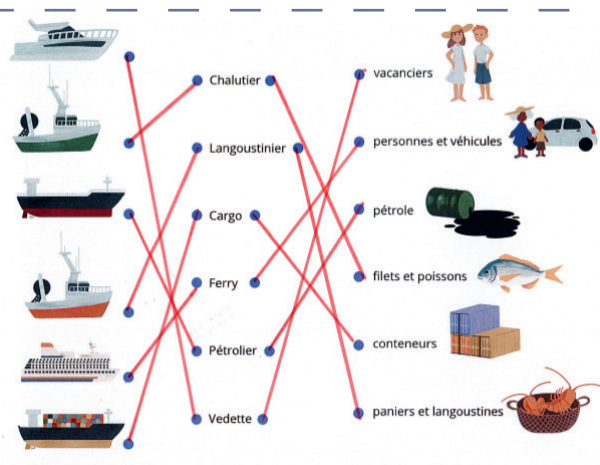 Chalutier
Langoustinier
Cargo
Ferry
Pétrolier
Vedette
vacanciers
personnes et véhicules
pétrole
filets et poissons
conteneurs
paniers et langoustines